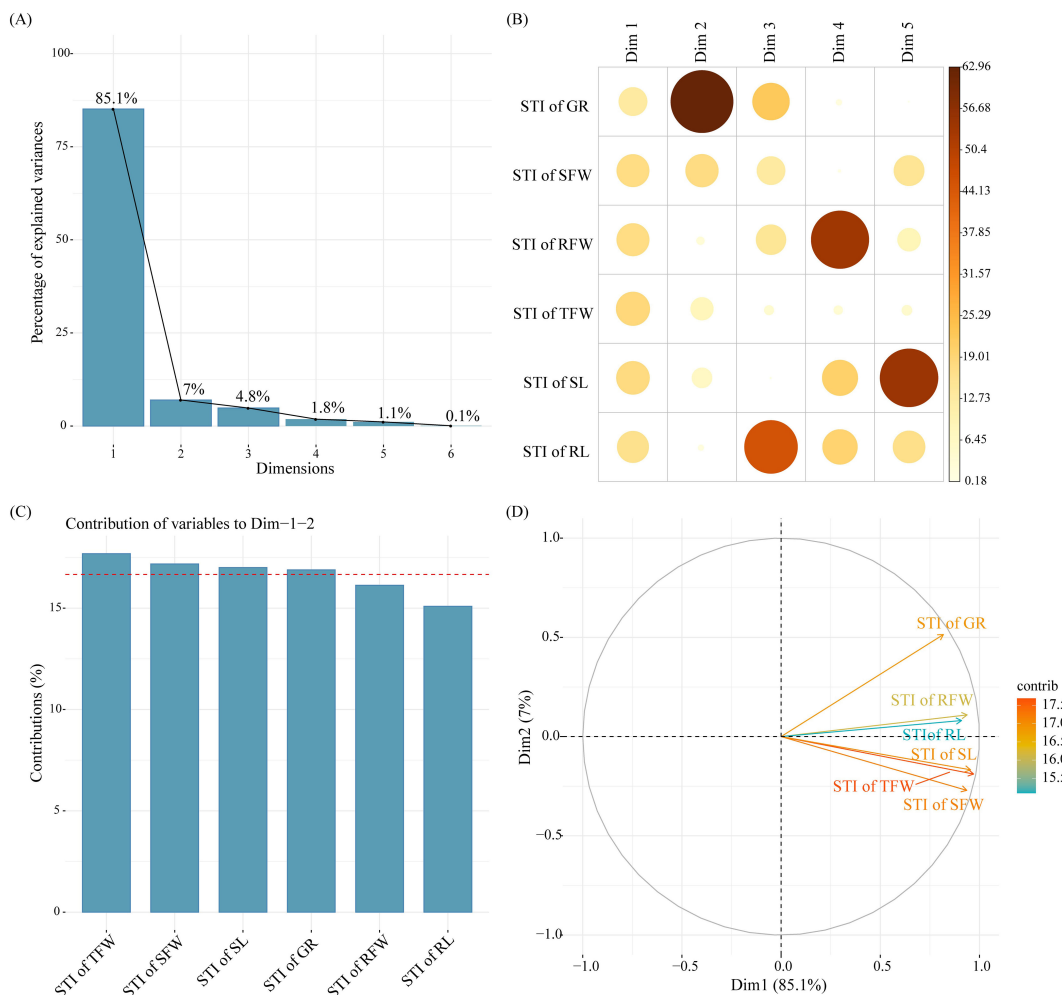 (A)
100
75
50
25
0
Percentage of explained variances
85.1%
7%
4.8%
1.8%
1.1%
0.1%
1 2 3 4 5 6
Dimensions
(B)
Dim 1
Dim 2
Dim 3
Dim 4
Dim 5
STI of GR
STI of SFW
STI of RFW
STI of TFW
STI of SL
STI of RL
62.96
56.68
50.4
44.13
37.85
31.57
25.29
19.01
12.73
6.45
0.18
(C)
Contribution of variables to Dim−1−2
15
10
5
0
Contributions (%)
STI of TFW
STI of SFW
STI of SL
STI of GR
STI of RFW
STI of RL
(D)
1.0
0.5
0.0
−0.5
−1.0
Dim2 (7%)
STI of GR
STI of RFW
STIof RL
STI of SL
STI of TFW
STI of SFW
−1.0 −0.5 0.0 0.5 1.0
Dim1 (85.1%)
contrib
17.5
17.0
16.5
16.0
15.5